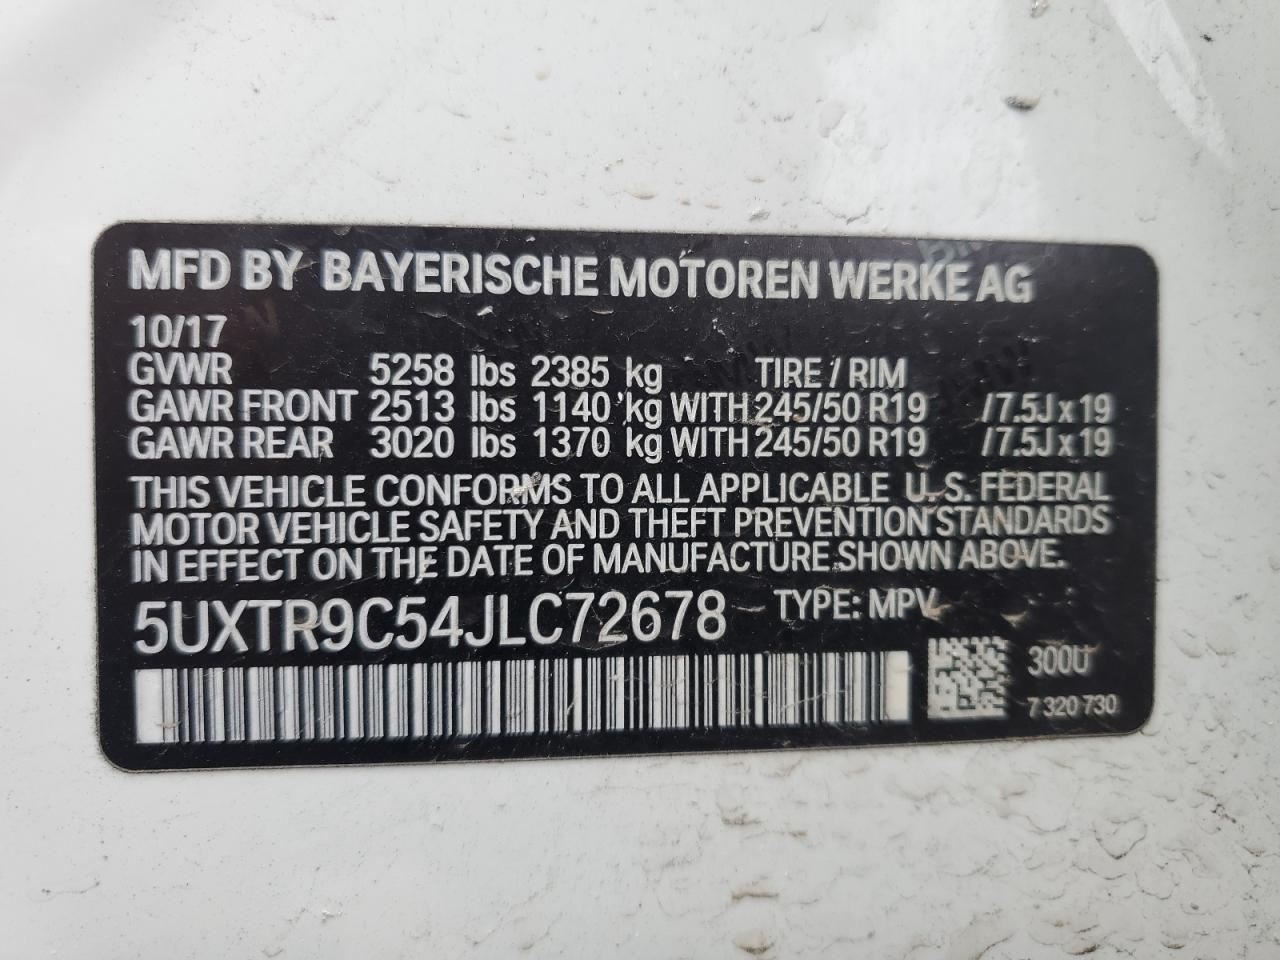 MFD BY BAYERISCHE MOTOREN WERKE AG
10/17
GVWR 5258 lbs 2385 kg TIRE / RIM
GAWR FRONT 2513 lbs 1140 kg WITH 245/50 R19 / 7.5J x 19
GAWR REAR 3020 lbs 1370 kg WITH 245/50 R19 / 7.5J x 19
THIS VEHICLE CONFORMS TO ALL APPLICABLE U. S. FEDERAL
MOTOR VEHICLE SAFETY AND THEFT PREVENTION STANDARDS
IN EFFECT ON THE DATE OF MANUFACTURE SHOWN ABOVE.
5UXTR9C54JLC72678 TYPE: MPV
300U
7 320 730